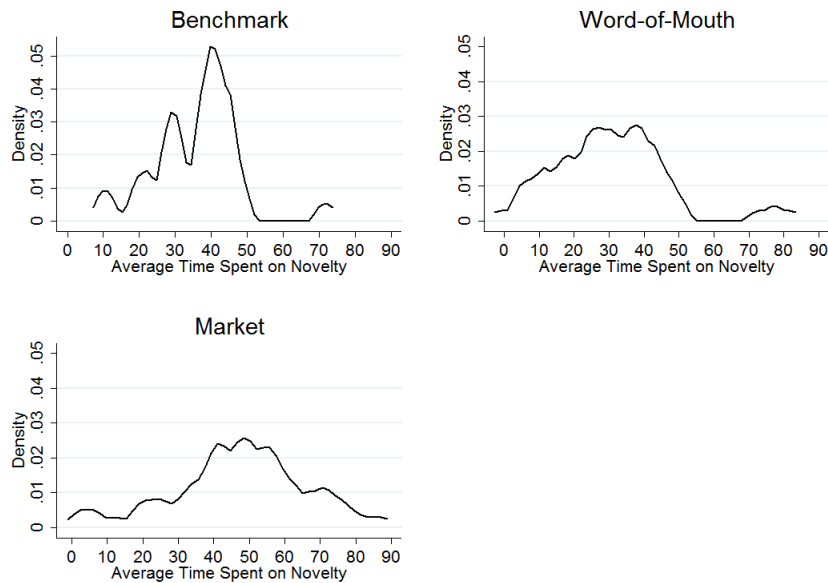 Benchmark
Density
0 .01 .02 .03 .04 .05
0 10 20 30 40 50 60 70 80 90
Average Time Spent on Novelty
Word-of-Mouth
Density
0 .01 .02 .03 .04 .05
0 10 20 30 40 50 60 70 80 90
Average Time Spent on Novelty
Market
Density
0 .01 .02 .03 .04 .05
0 10 20 30 40 50 60 70 80 90
Average Time Spent on Novelty